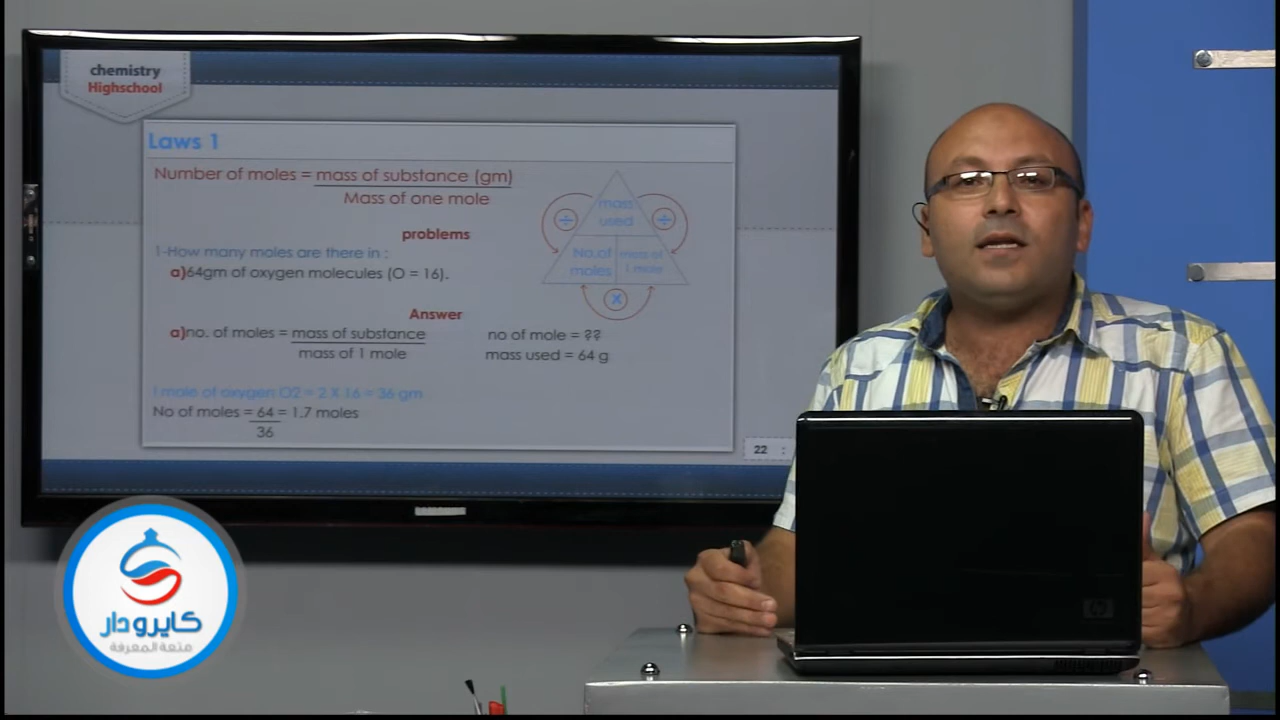 chemistry
Highschool
Laws 1
Number of moles = mass of substance (gm)
Mass of one mole
mass
used
No.of
moles
mass of
1 mole
÷
÷
X
problems
1-How many moles are there in :
a)64gm of oxygen molecules (O = 16).
Answer
a)no. of moles = mass of substance
mass of 1 mole
no of mole = ??
mass used = 64 g
1 mole of oxygen O2 = 2 X 16 = 36 gm
No of moles = 64 = 1.7 moles
36
22 :
SAMSUNG
hp
كايرودار
متعة المعرفة